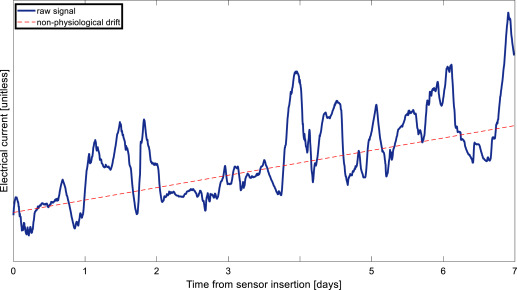 raw signal
non-physiological drift
Electrical current [unitless]
0 1 2 3 4 5 6 7
Time from sensor insertion [days]